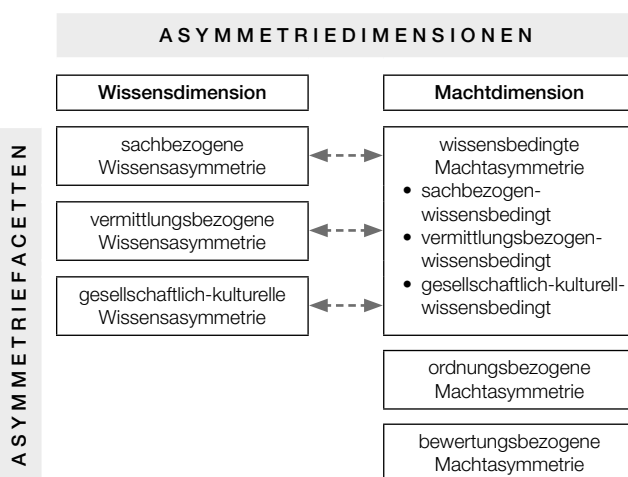 ASYMMETRIEDIMENSIONEN
ASYMMETRIEFACETTEN
Wissensdimension
Machtdimension
sachbezogene
Wissensasymmetrie
vermittlungsbezogene
Wissensasymmetrie
gesellschaftlich-kulturelle
Wissensasymmetrie
wissensbedingte
Machtasymmetrie
• sachbezogen-
wissensbedingt
• vermittlungsbezogen-
wissensbedingt
• gesellschaftlich-kulturell-
wissensbedingt
ordnungsbezogene
Machtasymmetrie
bewertungsbezogene
Machtasymmetrie